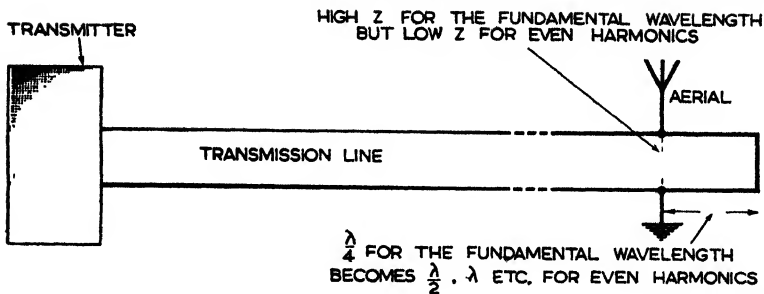 HIGH Z FOR THE FUNDAMENTAL WAVELENGTH
BUT LOW Z FOR EVEN HARMONICS
TRANSMITTER
AERIAL
TRANSMISSION LINE
λ/4 FOR THE FUNDAMENTAL WAVELENGTH
BECOMES λ/2, λ ETC. FOR EVEN HARMONICS